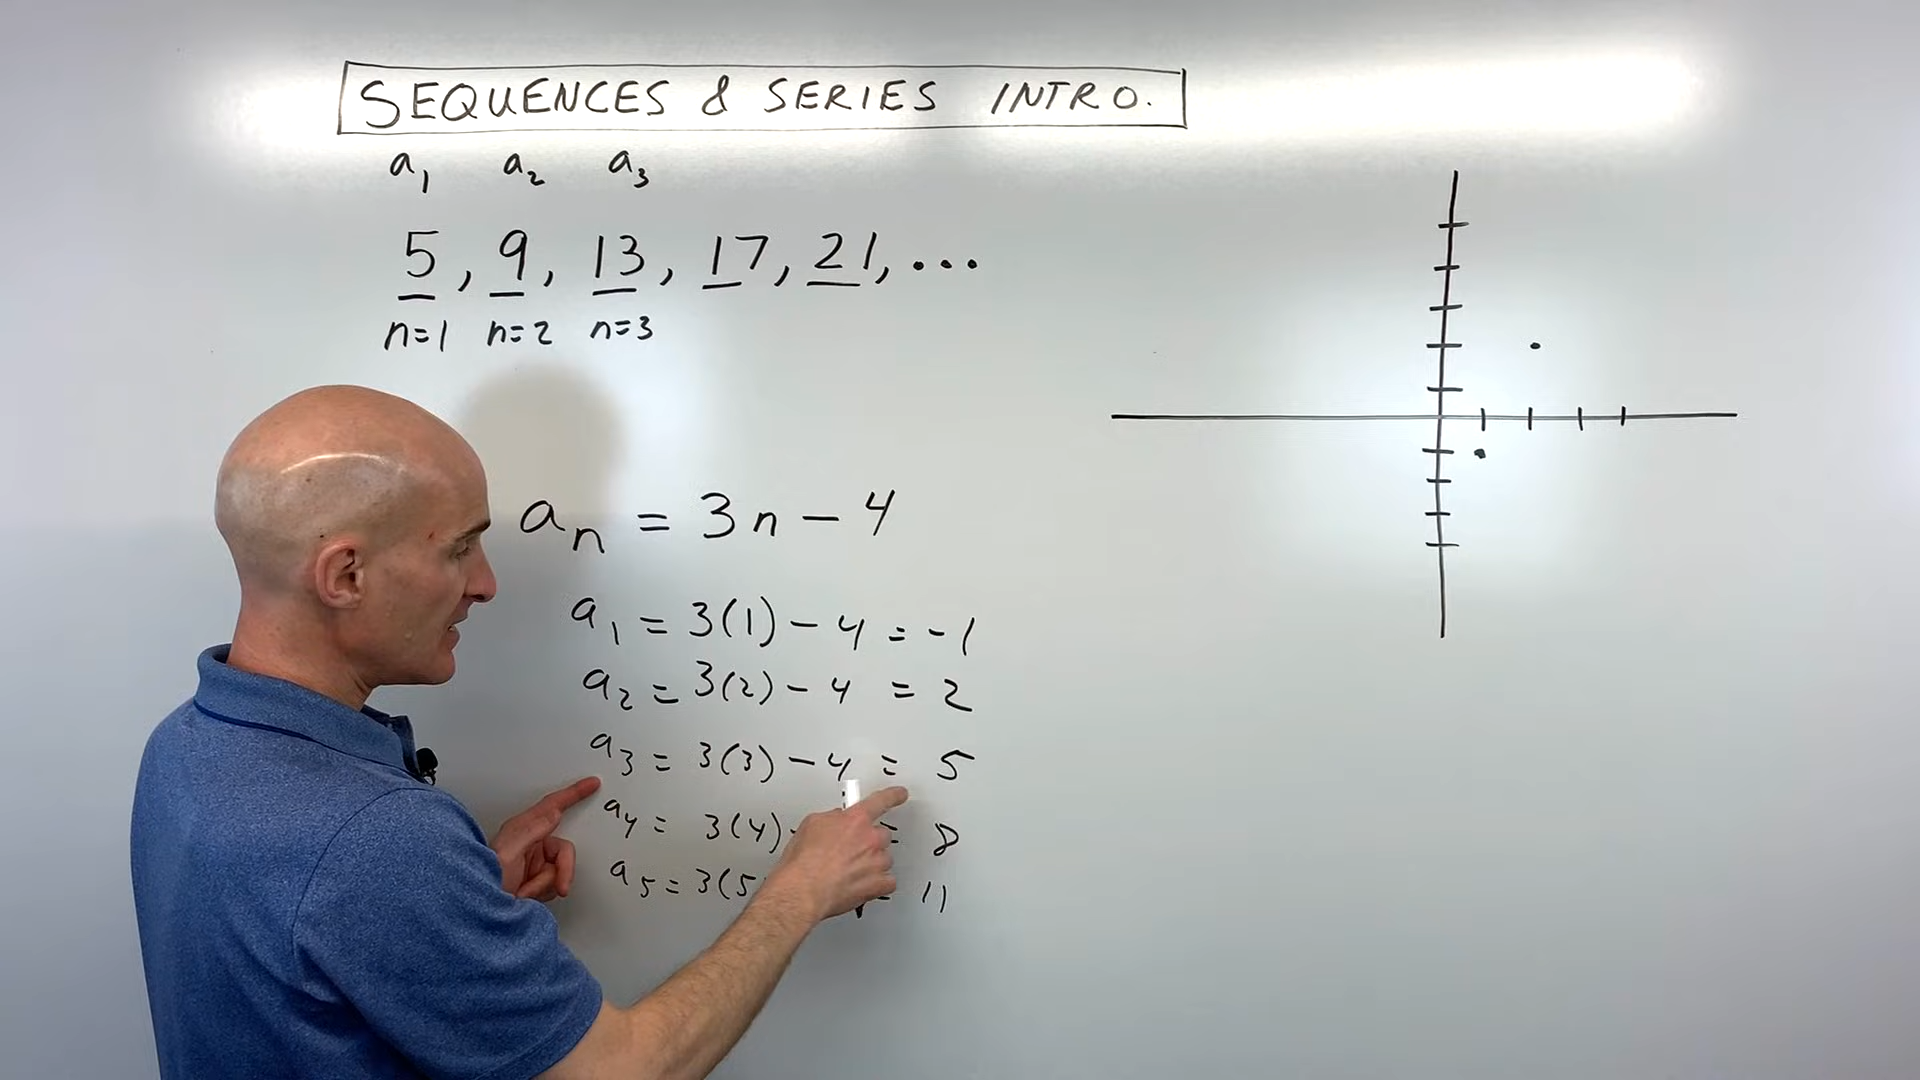 SEQUENCES & SERIES INTRO.
a₁ a₂ a₃
5, 9, 13, 17, 21, ...
n=1 n=2 n=3
aₙ = 3n - 4
a₁ = 3(1) - 4 = -1
a₂ = 3(2) - 4 = 2
a₃ = 3(3) - 4 = 5
a₄ = 3(4) - = 8
a₅ = 3(5 = 11